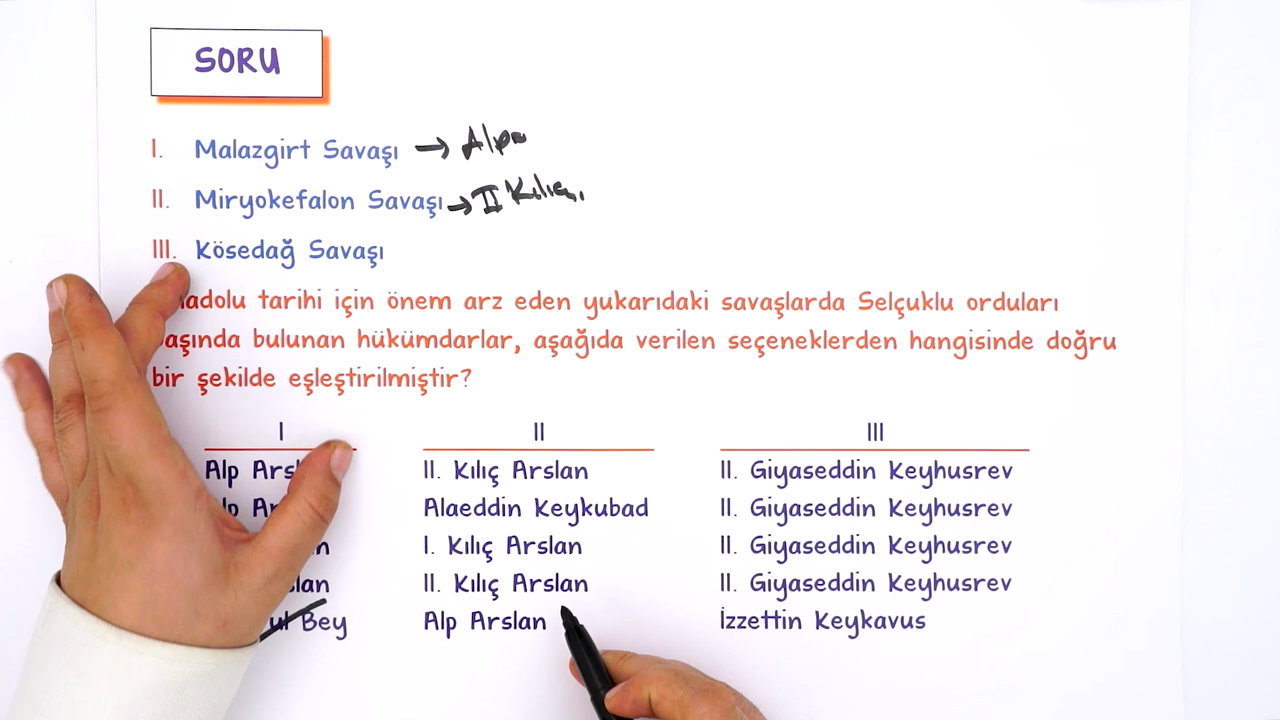 SORU
I. Malazgirt Savaşı → Alp
II. Miryokefalon Savaşı → II Kılıç
III. Kösedağ Savaşı
tarihi için önem arz eden yukarıdaki savaşlarda Selçuklu orduları
bulunan hükümdarlar, aşağıda verilen seçeneklerden hangisinde doğru
bir şekilde eşleştirilmiştir?
I II III
Alp II. Kılıç Arslan II. Giyaseddin Keyhusrev
Alaeddin Keykubad II. Giyaseddin Keyhusrev
I. Kılıç Arslan II. Giyaseddin Keyhusrev
II. Kılıç Arslan II. Giyaseddin Keyhusrev
Bey Alp Arslan İzzettin Keykavus